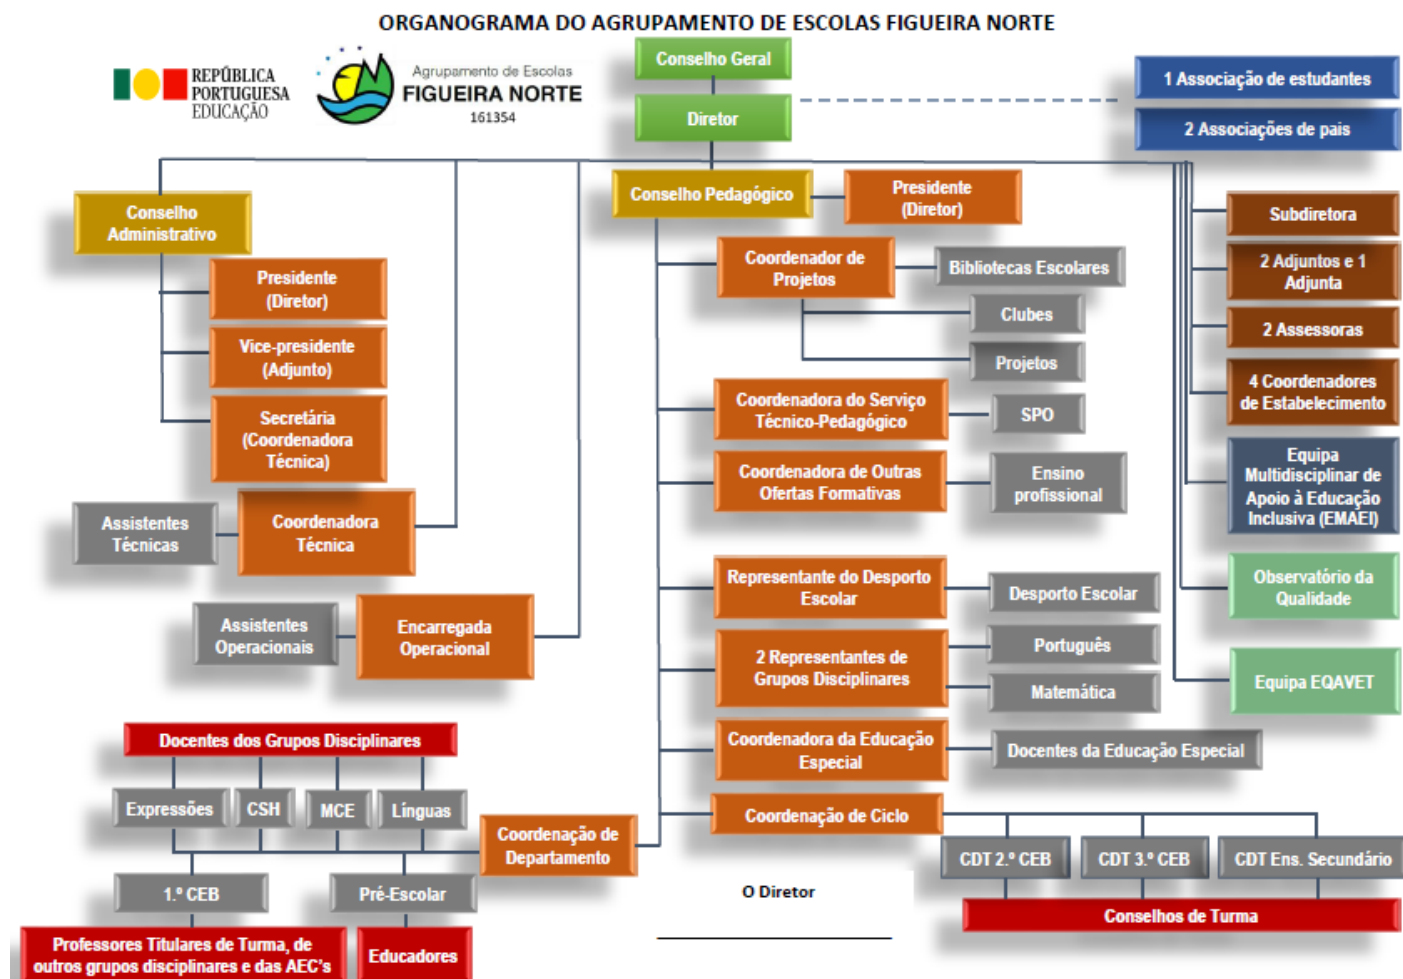 ORGANOGRAMA DO AGRUPAMENTO DE ESCOLAS FIGUEIRA NORTE
REPÚBLICA
PORTUGUESA
EDUCAÇÃO
Agrupamento de Escolas
FIGUEIRA NORTE
161354
Conselho Geral
Diretor
1 Associação de estudantes
2 Associações de pais
Conselho
Administrativo
Presidente
(Diretor)
Vice-presidente
(Adjunto)
Secretária
(Coordenadora
Técnica)
Assistentes
Técnicas
Coordenadora
Técnica
Assistentes
Operacionais
Encarregada
Operacional
Conselho Pedagógico
Presidente
(Diretor)
Coordenador de
Projetos
Bibliotecas Escolares
Clubes
Projetos
Coordenadora do Serviço
Técnico-Pedagógico
SPO
Coordenadora de Outras
Ofertas Formativas
Ensino
profissional
Representante do Desporto
Escolar
Desporto Escolar
2 Representantes de
Grupos Disciplinares
Português
Matemática
Coordenadora da Educação
Especial
Docentes da Educação Especial
Coordenação de Ciclo
CDT 2.º CEB
CDT 3.º CEB
CDT Ens. Secundário
Conselhos de Turma
Subdiretora
2 Adjuntos e 1
Adjunta
2 Assessoras
4 Coordenadores
de Estabelecimento
Equipa
Multidisciplinar de
Apoio à Educação
Inclusiva (EMAEI)
Observatório da
Qualidade
Equipa EQAVET
Docentes dos Grupos Disciplinares
Expressões
CSH
MCE
Línguas
Coordenação de
Departamento
1.º CEB
Pré-Escolar
Professores Titulares de Turma, de
outros grupos disciplinares e das AEC's
Educadores
O Diretor